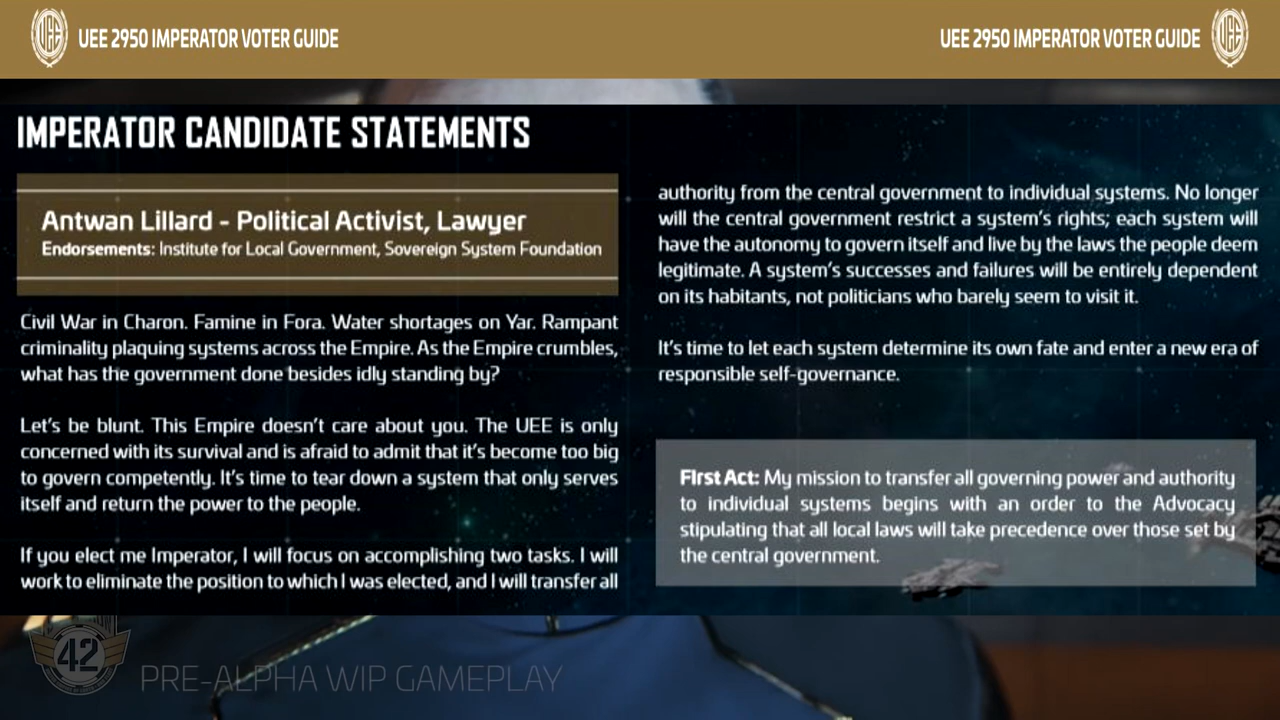 UEE 2950 IMPERATOR VOTER GUIDE
UEE 2950 IMPERATOR VOTER GUIDE
IMPERATOR CANDIDATE STATEMENTS
Antwan Lillard - Political Activist, Lawyer
Endorsements: Institute for Local Government, Sovereign System Foundation
Civil War in Charon. Famine in Fora. Water shortages on Yar. Rampant
criminality plaquing systems across the Empire. As the Empire crumbles,
what has the government done besides idly standing by?
Let's be blunt. This Empire doesn't care about you. The UEE is only
concerned with its survival and is afraid to admit that it's become too big
to govern competently. It's time to tear down a system that only serves
itself and return the power to the people.
If you elect me Imperator, I will focus on accomplishing two tasks. I will
work to eliminate the position to which I was elected, and I will transfer all
authority from the central government to individual systems. No longer
will the central government restrict a system's rights; each system will
have the autonomy to govern itself and live by the laws the people deem
legitimate. A system's successes and failures will be entirely dependent
on its habitants, not politicians who barely seem to visit it.
It's time to let each system determine its own fate and enter a new era of
responsible self-governance.
FIrst Act: My mission to transfer all governing power and authority
to individual systems begins with an order to the Advocacy
stipulating that all local laws will take precedence over those set by
the central government.
42
PRE-ALPHA WIP GAMEPLAY